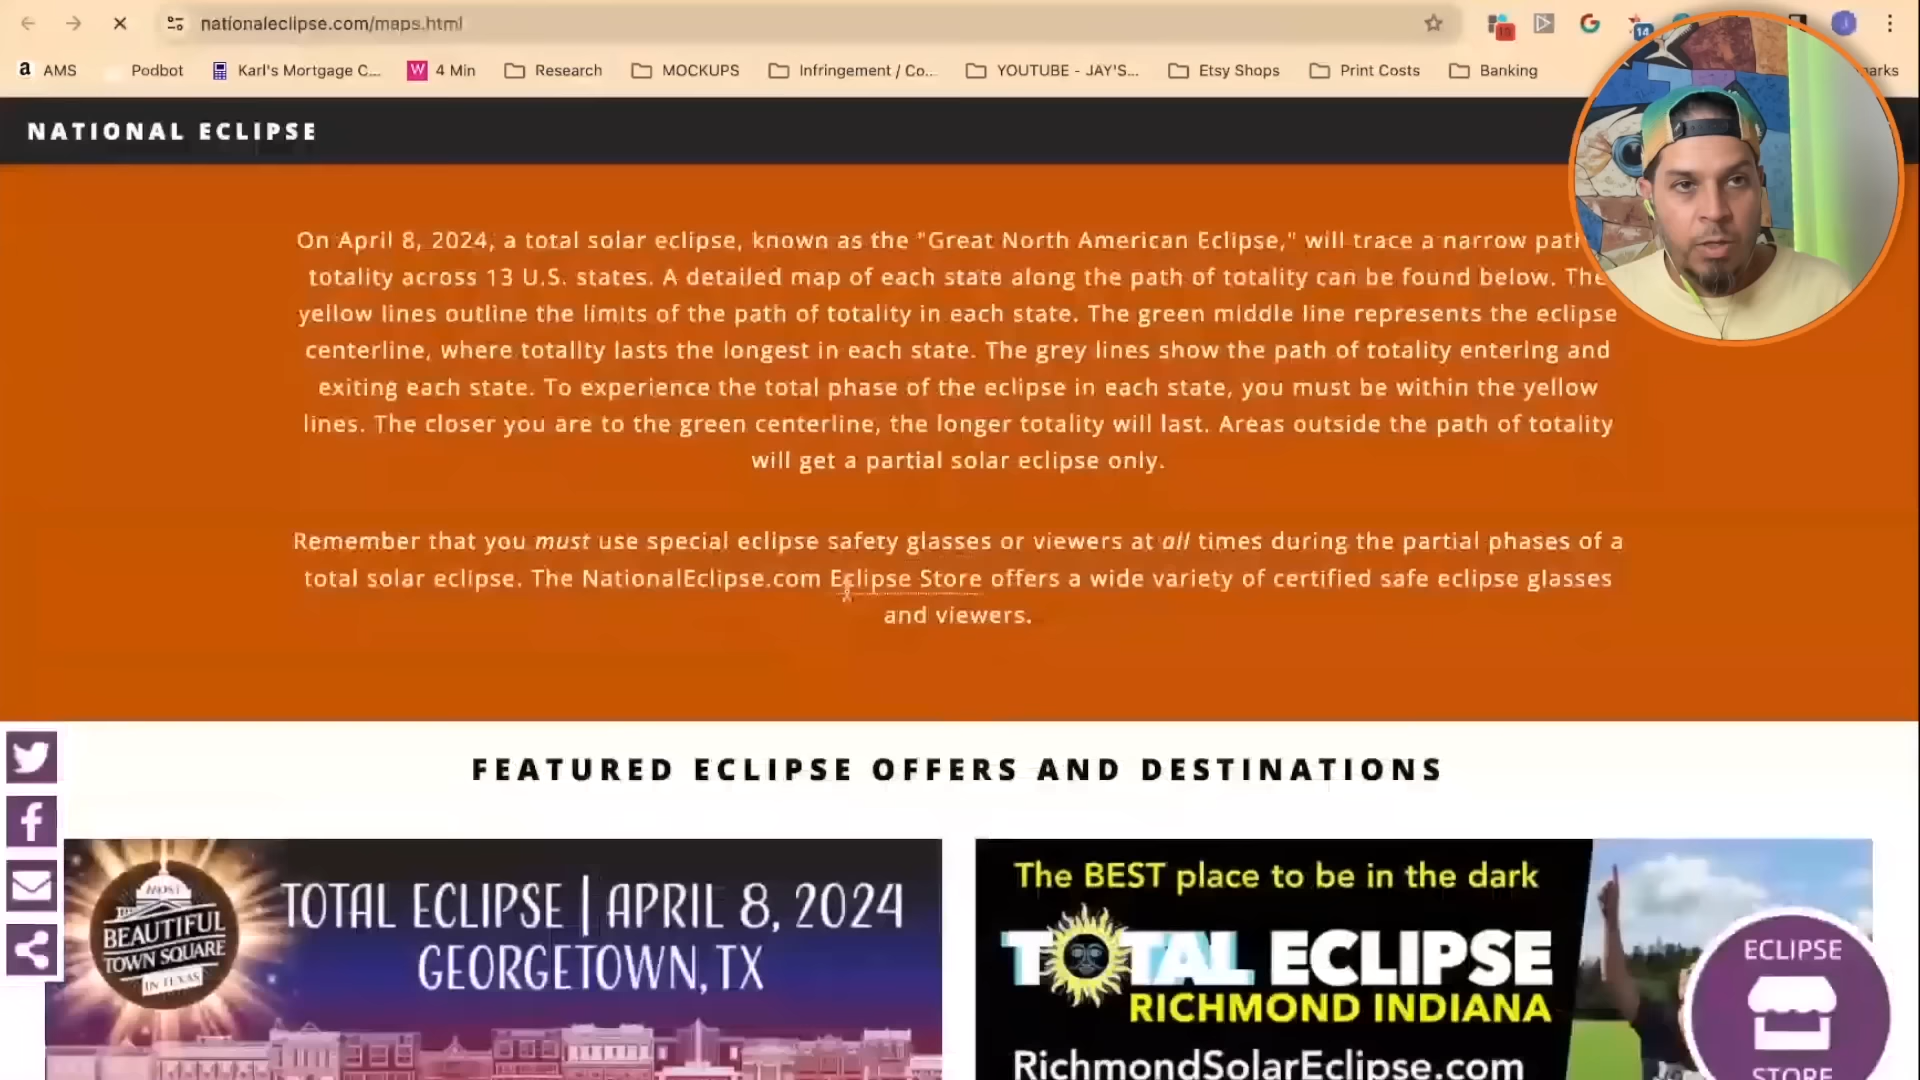 nationaleclipse.com/maps.html
13
14
AMS
Podbot
Karl's Mortgage C...
W 4 Min
Research
MOCKUPS
Infringement / Co...
YOUTUBE - JAY'S...
Etsy Shops
Print Costs
Banking
arks
NATIONAL ECLIPSE
On April 8, 2024, a total solar eclipse, known as the "Great North American Eclipse," will trace a narrow path
totality across 13 U.S. states. A detailed map of each state along the path of totality can be found below. The
yellow lines outline the limits of the path of totality in each state. The green middle line represents the eclipse
centerline, where totality lasts the longest in each state. The grey lines show the path of totality entering and
exiting each state. To experience the total phase of the eclipse in each state, you must be within the yellow
lines. The closer you are to the green centerline, the longer totality will last. Areas outside the path of totality
will get a partial solar eclipse only.
Remember that you must use special eclipse safety glasses or viewers at all times during the partial phases of a
total solar eclipse. The NationalEclipse.com Eclipse Store offers a wide variety of certified safe eclipse glasses
and viewers.
FEATURED ECLIPSE OFFERS AND DESTINATIONS
MOST
BEAUTIFUL
TOWN SQUARE
IN TEXAS
TOTAL ECLIPSE | APRIL 8, 2024
GEORGETOWN, TX
The BEST place to be in the dark
TOTAL ECLIPSE
RICHMOND INDIANA
RichmondSolarEclipse.com
ECLIPSE
STORE